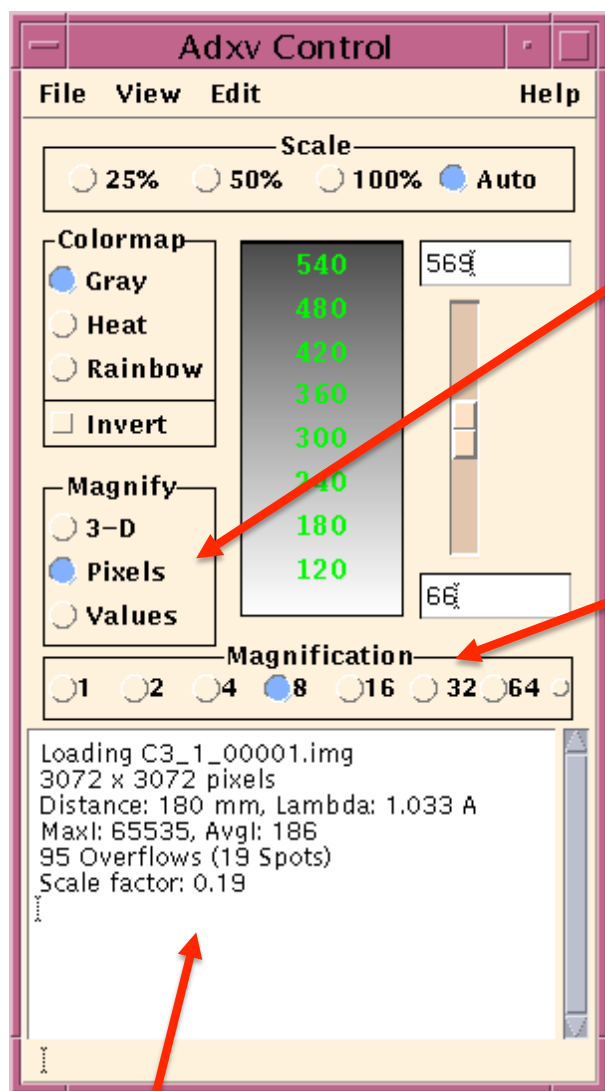 Adxv Control
File View Edit Help
Scale
25% 50% 100% Auto
Colormap
Gray
Heat
Rainbow
Invert
540
480
420
360
300
240
180
120
569
66
Magnify
3-D
Pixels
Values
Magnification
1 2 4 8 16 32 64
Loading C3_1_00001.img
3072 x 3072 pixels
Distance: 180 mm, Lambda: 1.033 A
MaxI: 65535, AvgI: 186
95 Overflows (19 Spots)
Scale factor: 0.19